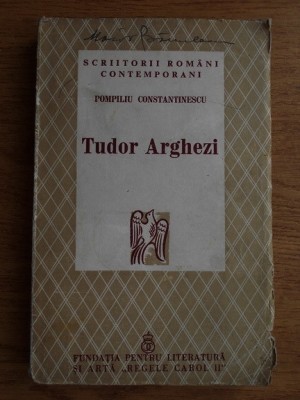 SCRIITORII ROMÂNI
CONTEMPORANI
POMPILIU CONSTANTINESCU
Tudor Arghezi
FUNDAȚIA PENTRU LITERATURĂ
ȘI ARTĂ „REGELE CAROL II"